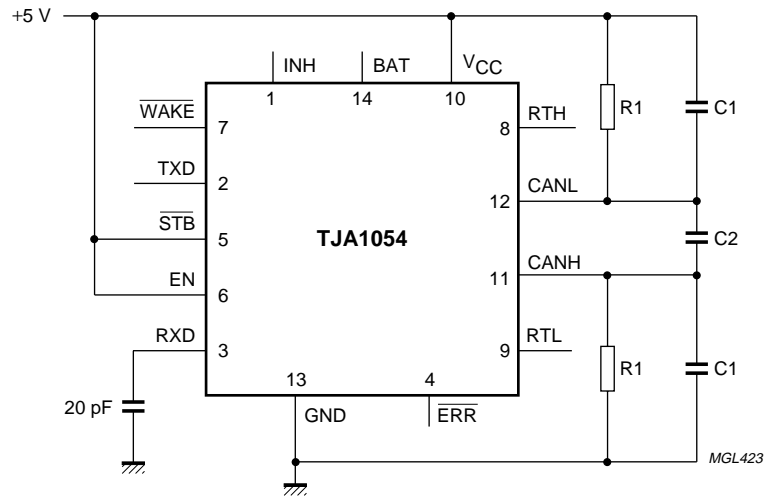 +5 V
INH
BAT
VCC
1
14
10
WAKE
7
8
RTH
R1
C1
TXD
2
12
CANL
STB
5
TJA1054
C2
EN
6
11
CANH
RXD
3
9
RTL
R1
C1
13
4
20 pF
GND
ERR
MGL423